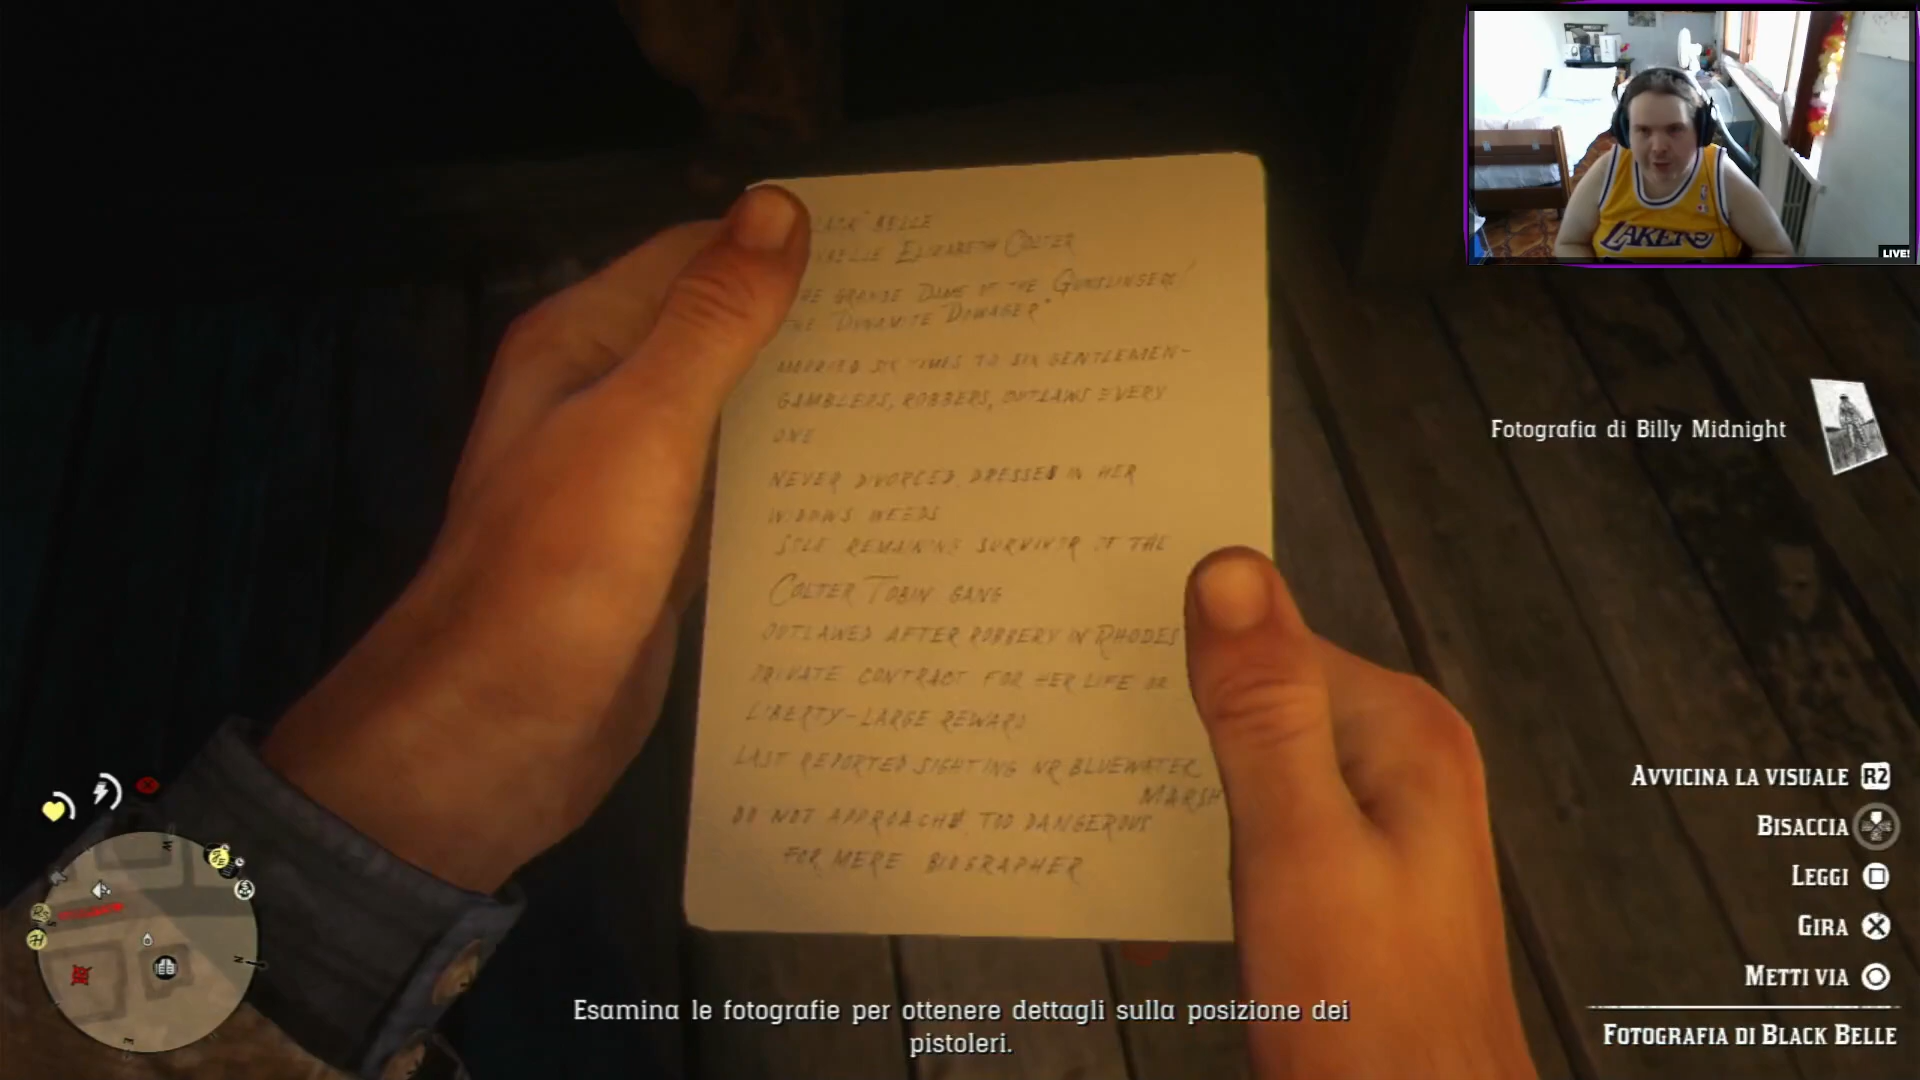 BELLE
ELIZABETH COLTER
GRANDE DAME OF THE GUNSLINGERS/
THE "DYNAMITE DOWAGER"
MARRIED SIX TIMES TO SIX GENTLEMEN-
GAMBLERS, ROBBERS, OUTLAWS EVERY
ONE
NEVER DIVORCED. DRESSES IN HER
WIDOWS WEEDS
SOLE REMAINING SURVIVOR OF THE
COLTER TOBIN GANG
OUTLAWED AFTER ROBBERY IN RHODES
PRIVATE CONTRACT FOR HER LIFE OR
LIBERTY-LARGE REWARD
LAST REPORTED SIGHTING NR BLUEWATER
MARSH
DO NOT APPROACH TOO DANGEROUS
FOR MERE BIOGRAPHER
LAKERS
LIVE!
Fotografia di Billy Midnight
AVVICINA LA VISUALE R2
BISACCIA
LEGGI
GIRA
METTI VIA
FOTOGRAFIA DI BLACK BELLE
Esamina le fotografie per ottenere dettagli sulla posizione dei
pistoleri.
W
N
E
S